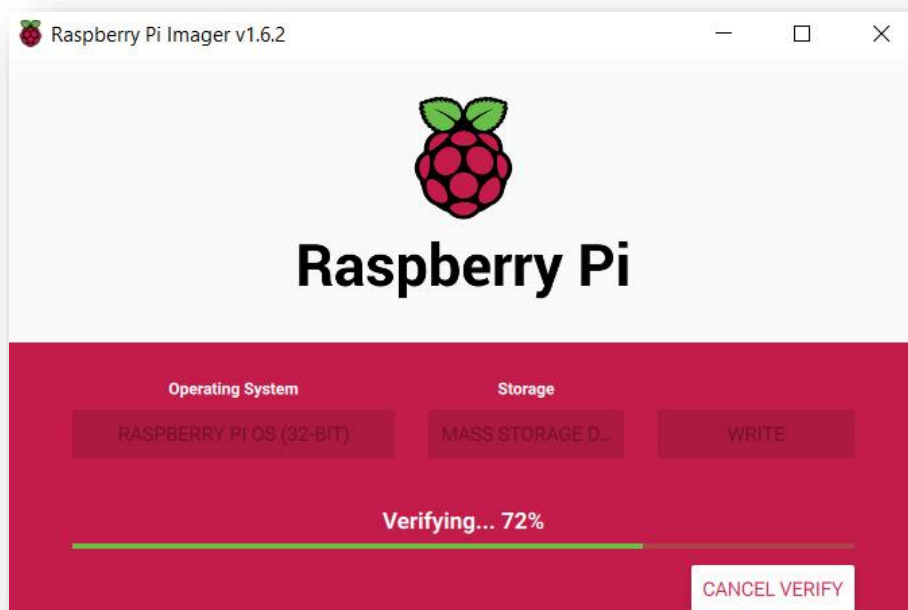 Raspberry Pi Imager v1.6.2
Raspberry Pi
Operating System
Storage
RASPBERRY PI OS (32-BIT)
MASS STORAGE D...
WRITE
Verifying... 72%
CANCEL VERIFY